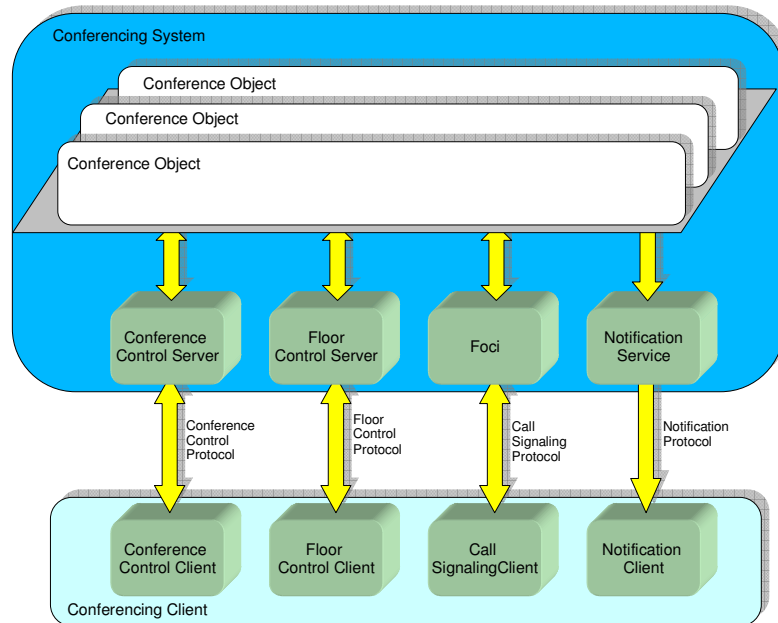 Conferencing System
Conference Object
Conference Object
Conference Object
Conference
Control Server
Floor
Control Server
Foci
Notification
Service
Conference
Control
Protocol
Floor
Control
Protocol
Call
Signaling
Protocol
Notification
Protocol
Conference
Control Client
Floor
Control Client
Call
SignalingClient
Notification
Client
Conferencing Client